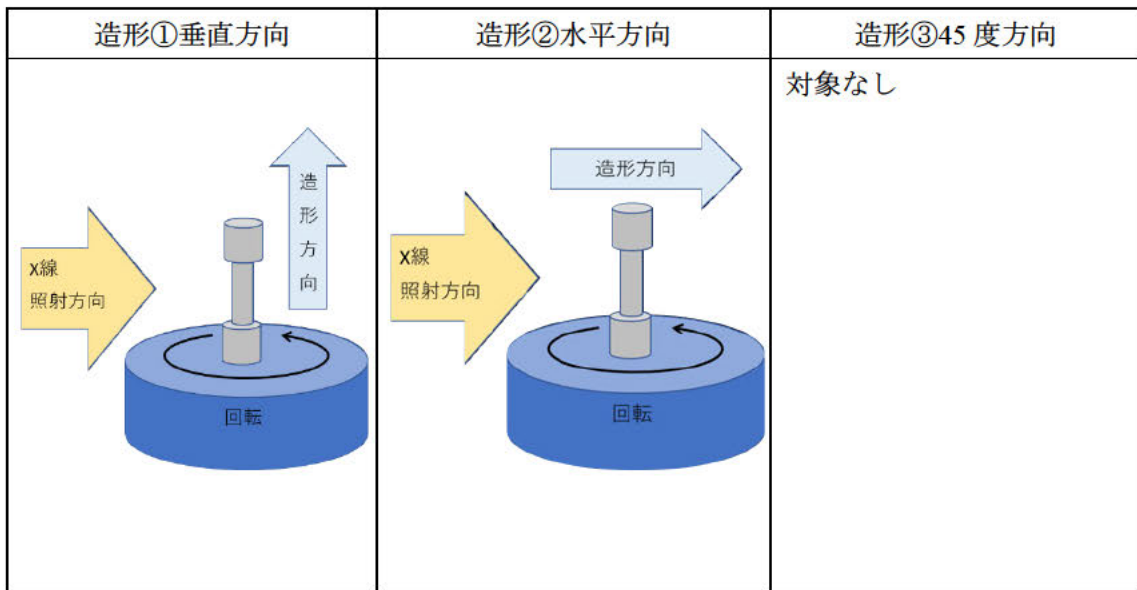 造形①垂直方向
造形②水平方向
造形③45 度方向
造
形
方
向
X線
照射方向
回転
造形方向
X線
照射方向
回転
対象なし